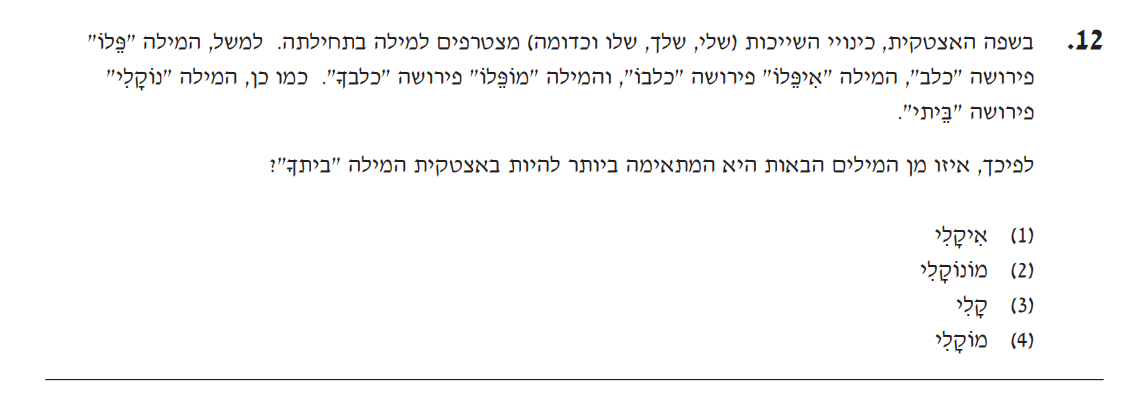 12. בשפה האצטקית, כינויי השייכות (שלי, שלך, שלו וכדומה) מצטרפים למילה בתחילתה. למשל, המילה "פֵּלוֹ"
פירושה "כלב", המילה "אִיפֵּלוֹ" פירושה "כלבוֹ", והמילה "מוֹפֵּלוֹ" פירושה "כלבךָ". כמו כן, המילה "נוֹקָלִי"
פירושה "בֵּיתי".
לפיכך, איזו מן המילים הבאות היא המתאימה ביותר להיות באצטקית המילה "ביתךָ"?
(1) אִיקָלִי
(2) מוֹנוֹקָלִי
(3) קָלִי
(4) מוֹקָלִי